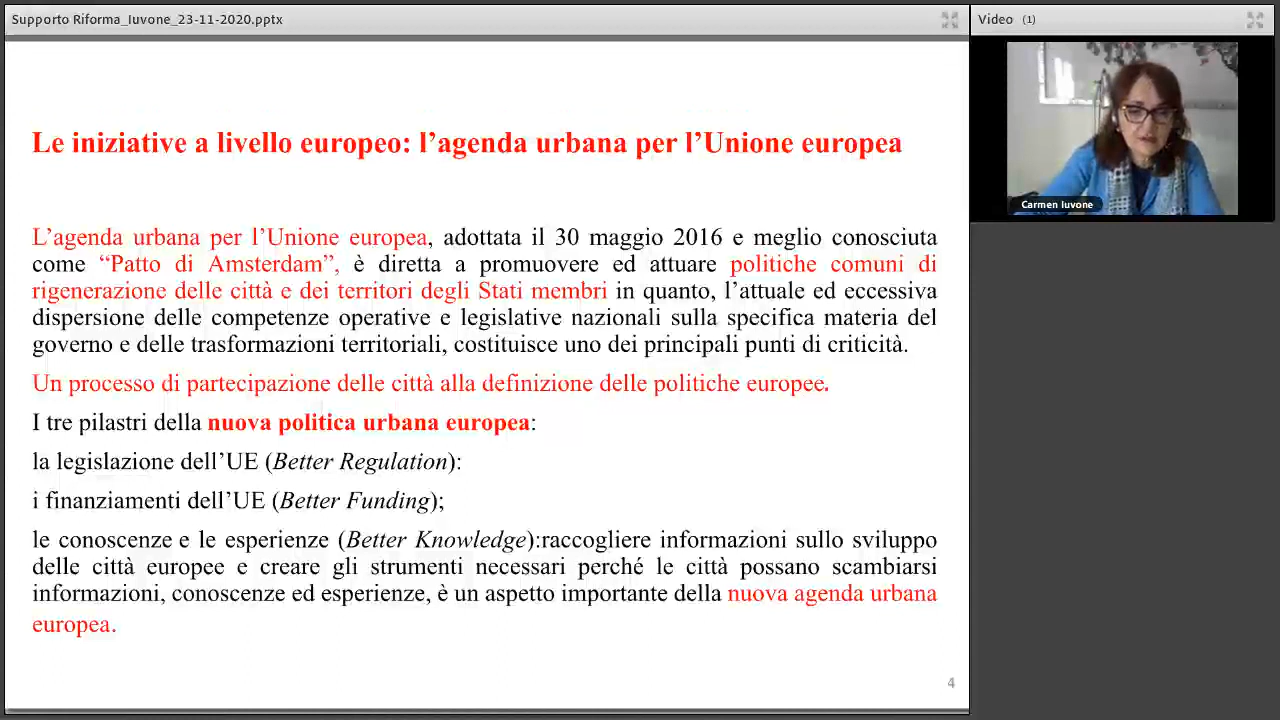 Supporto Riforma_Iuvone_23-11-2020.pptx
Video (1)
Carmen Iuvone
Le iniziative a livello europeo: l’agenda urbana per l’Unione europea
L’agenda urbana per l’Unione europea, adottata il 30 maggio 2016 e meglio conosciuta
come “Patto di Amsterdam”, è diretta a promuovere ed attuare politiche comuni di
rigenerazione delle città e dei territori degli Stati membri in quanto, l’attuale ed eccessiva
dispersione delle competenze operative e legislative nazionali sulla specifica materia del
governo e delle trasformazioni territoriali, costituisce uno dei principali punti di criticità.
Un processo di partecipazione delle città alla definizione delle politiche europee.
I tre pilastri della nuova politica urbana europea:
la legislazione dell’UE (Better Regulation):
i finanziamenti dell’UE (Better Funding);
le conoscenze e le esperienze (Better Knowledge):raccogliere informazioni sullo sviluppo
delle città europee e creare gli strumenti necessari perché le città possano scambiarsi
informazioni, conoscenze ed esperienze, è un aspetto importante della nuova agenda urbana
europea.
4